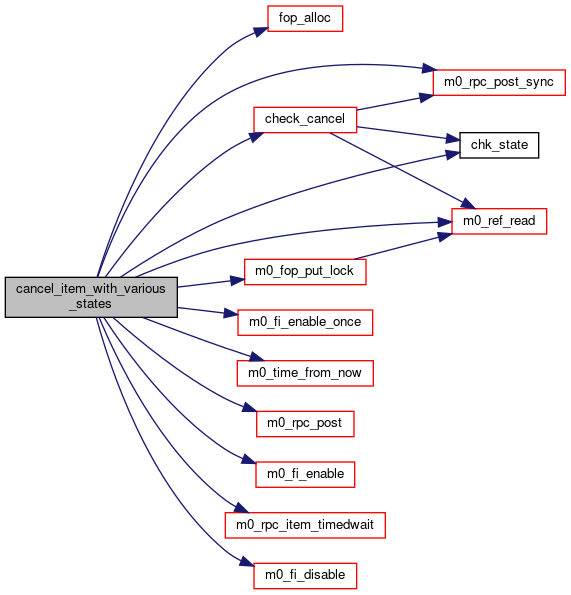 fop_alloc
m0_rpc_post_sync
check_cancel
chk_state
m0_ref_read
m0_fop_put_lock
cancel_item_with_various
_states
m0_fi_enable_once
m0_time_from_now
m0_rpc_post
m0_fi_enable
m0_rpc_item_timedwait
m0_fi_disable